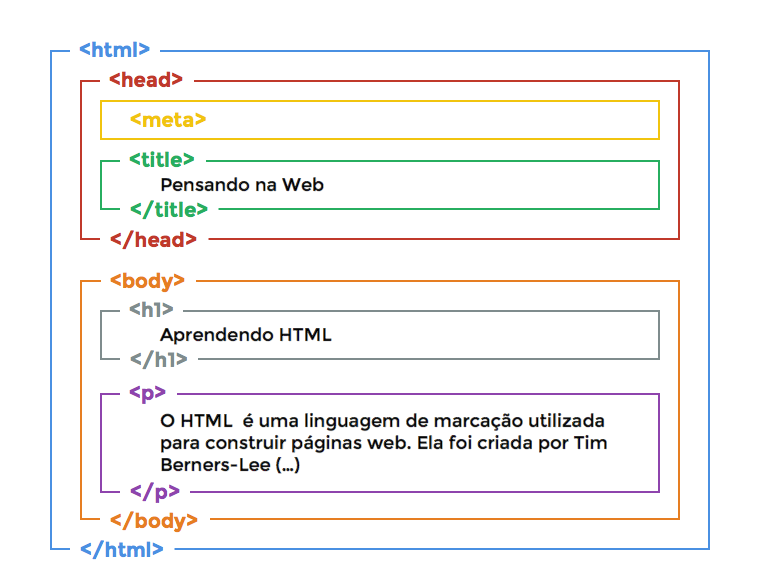 <html>
<head>
<meta>
<title>
Pensando na Web
</title>
</head>
<body>
<h1>
Aprendendo HTML
</h1>
<p>
O HTML é uma linguagem de marcação utilizada
para construir páginas web. Ela foi criada por Tim
Berners-Lee (...)
</p>
</body>
</html>